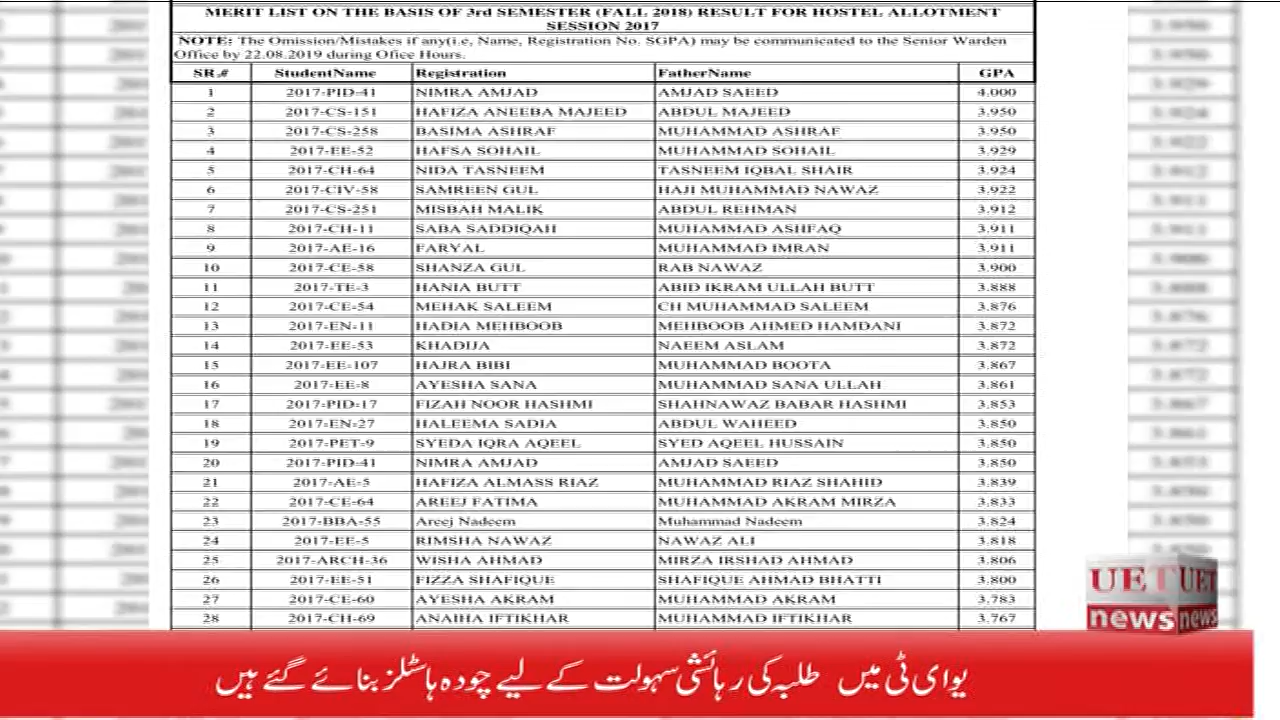 MERIT LIST ON THE BASIS OF 3rd SEMESTER (FALL 2018) RESULT FOR HOSTEL ALLOTMENT
SESSION 2017
NOTE: The Omission/Mistakes if any(i.e, Name, Registration No. SGPA) may be communicated to the Senior Warden
Office by 22.08.2019 during Ofice Hours.
SR.# StudentName Registration FatherName GPA
1 2017-PID-41 NIMRA AMJAD AMJAD SAEED 4.000
2 2017-CS-151 HAFIZA ANEEBA MAJEED ABDUL MAJEED 3.950
3 2017-CS-258 BASIMA ASHRAF MUHAMMAD ASHRAF 3.950
4 2017-EE-52 HAFSA SOHAIL MUHAMMAD SOHAIL 3.929
5 2017-CH-64 NIDA TASNEEM TASNEEM IQBAL SHAIR 3.924
6 2017-CIV-58 SAMREEN GUL HAJI MUHAMMAD NAWAZ 3.922
7 2017-CS-251 MISBAH MALIK ABDUL REHMAN 3.912
8 2017-CH-11 SABA SADDIQAH MUHAMMAD ASHFAQ 3.911
9 2017-AE-16 FARYAL MUHAMMAD IMRAN 3.911
10 2017-CE-58 SHANZA GUL RAB NAWAZ 3.900
11 2017-TE-3 HANIA BUTT ABID IKRAM ULLAH BUTT 3.888
12 2017-CE-54 MEHAK SALEEM CH MUHAMMAD SALEEM 3.876
13 2017-EN-11 HADIA MEHBOOB MEHBOOB AHMED HAMDANI 3.872
14 2017-EE-53 KHADIJA NAEEM ASLAM 3.872
15 2017-EE-107 HAJRA BIBI MUHAMMAD BOOTA 3.867
16 2017-EE-8 AYESHA SANA MUHAMMAD SANA ULLAH 3.861
17 2017-PID-17 FIZAH NOOR HASHMI SHAHNAWAZ BABAR HASHMI 3.853
18 2017-EN-27 HALEEMA SADIA ABDUL WAHEED 3.850
19 2017-PET-9 SYEDA IQRA AQEEL SYED AQEEL HUSSAIN 3.850
20 2017-PID-41 NIMRA AMJAD AMJAD SAEED 3.850
21 2017-AE-5 HAFIZA ALMASS RIAZ MUHAMMAD RIAZ SHAHID 3.839
22 2017-CE-64 AREEJ FATIMA MUHAMMAD AKRAM MIRZA 3.833
23 2017-BBA-55 Areej Nadeem Muhammad Nadeem 3.824
24 2017-EE-5 RIMSHA NAWAZ NAWAZ ALI 3.818
25 2017-ARCH-36 WISHA AHMAD MIRZA IRSHAD AHMAD 3.806
26 2017-EE-51 FIZZA SHAFIQUE SHAFIQUE AHMAD BHATTI 3.800
27 2017-CE-60 AYESHA AKRAM MUHAMMAD AKRAM 3.783
28 2017-CH-69 ANAIHA IFTIKHAR MUHAMMAD IFTIKHAR 3.767
UET UET
news news
یو ای ٹی میں طلبہ کی رہائشی سہولت کے لیے چودہ ہاسٹلز بنائے گئے ہیں